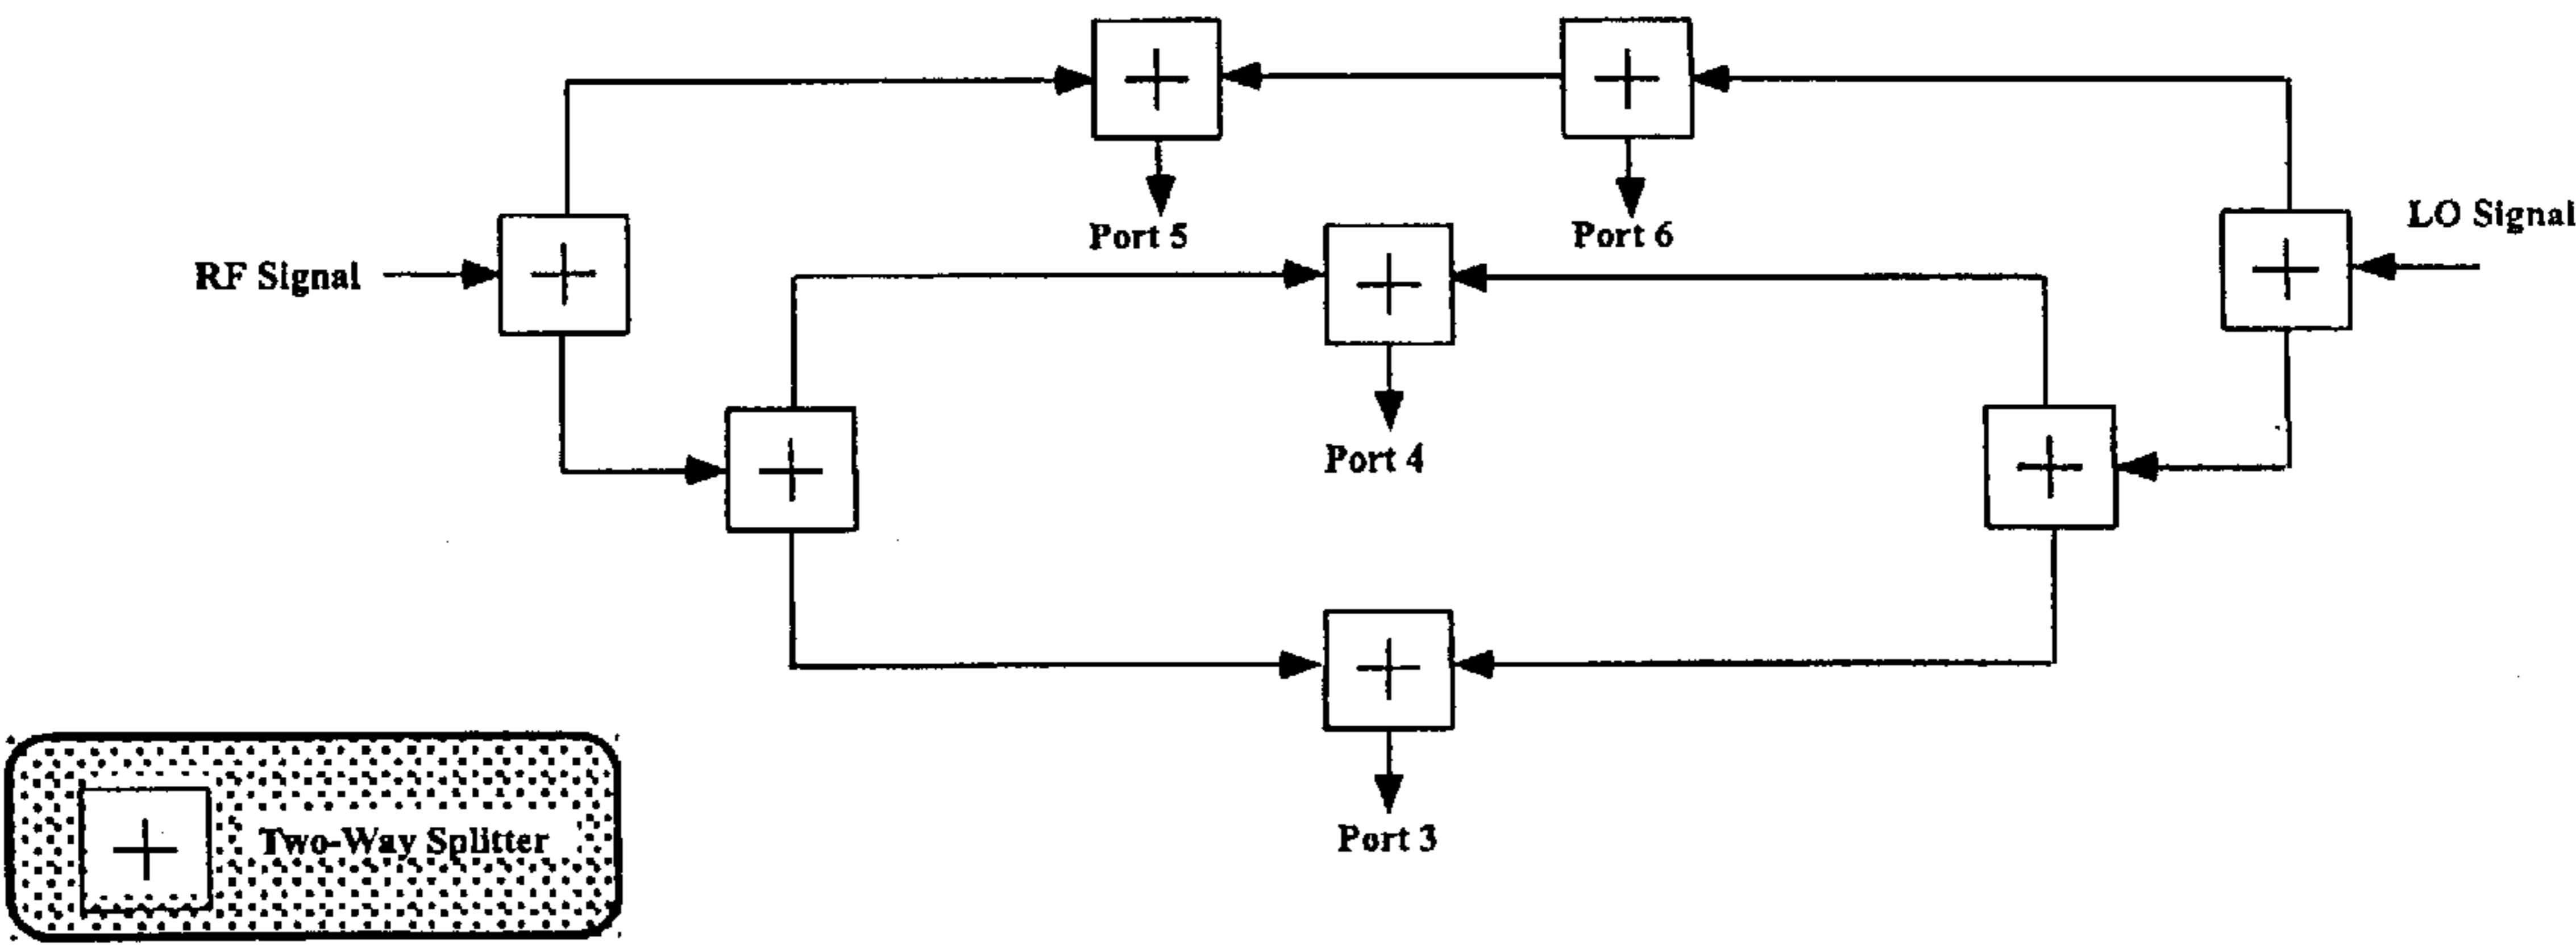 LO Signal
Port 5
Port 6
RF Signal
Port 4
Port 3
Two-Way Splitter